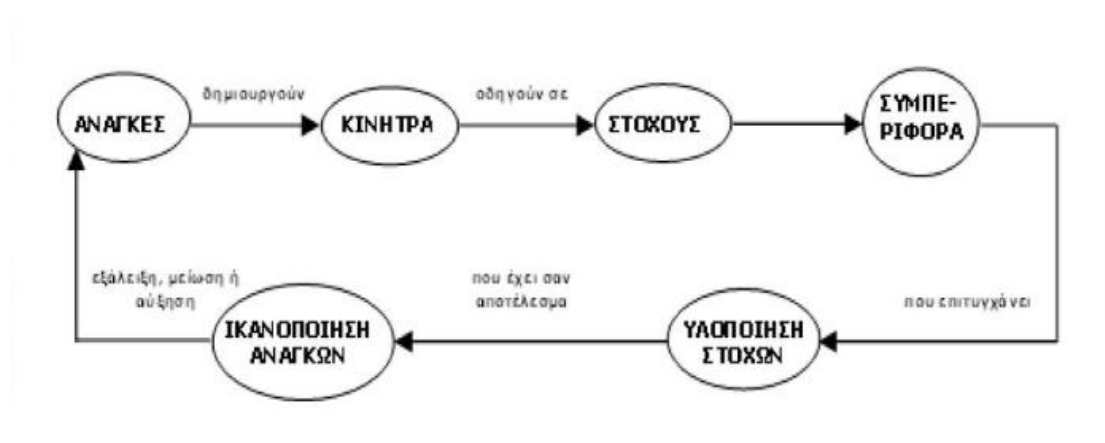 δημιουργούν
οδηγούν σε
ΑΝΑΓΚΕΣ
ΚΙΝΗΤΡΑ
ΣΤΟΧΟΥΣ
ΣΥΜΠΕ-
ΡΙΦΟΡΑ
εξάλειξη, μείωση ή
αύξηση
που έχει σαν
αποτέλεσμα
που επιτυγχάνει
ΙΚΑΝΟΠΟΙΗΣΗ
ΑΝΑΓΚΩΝ
ΥΛΟΠΟΙΗΣΗ
ΣΤΟΧΩΝ